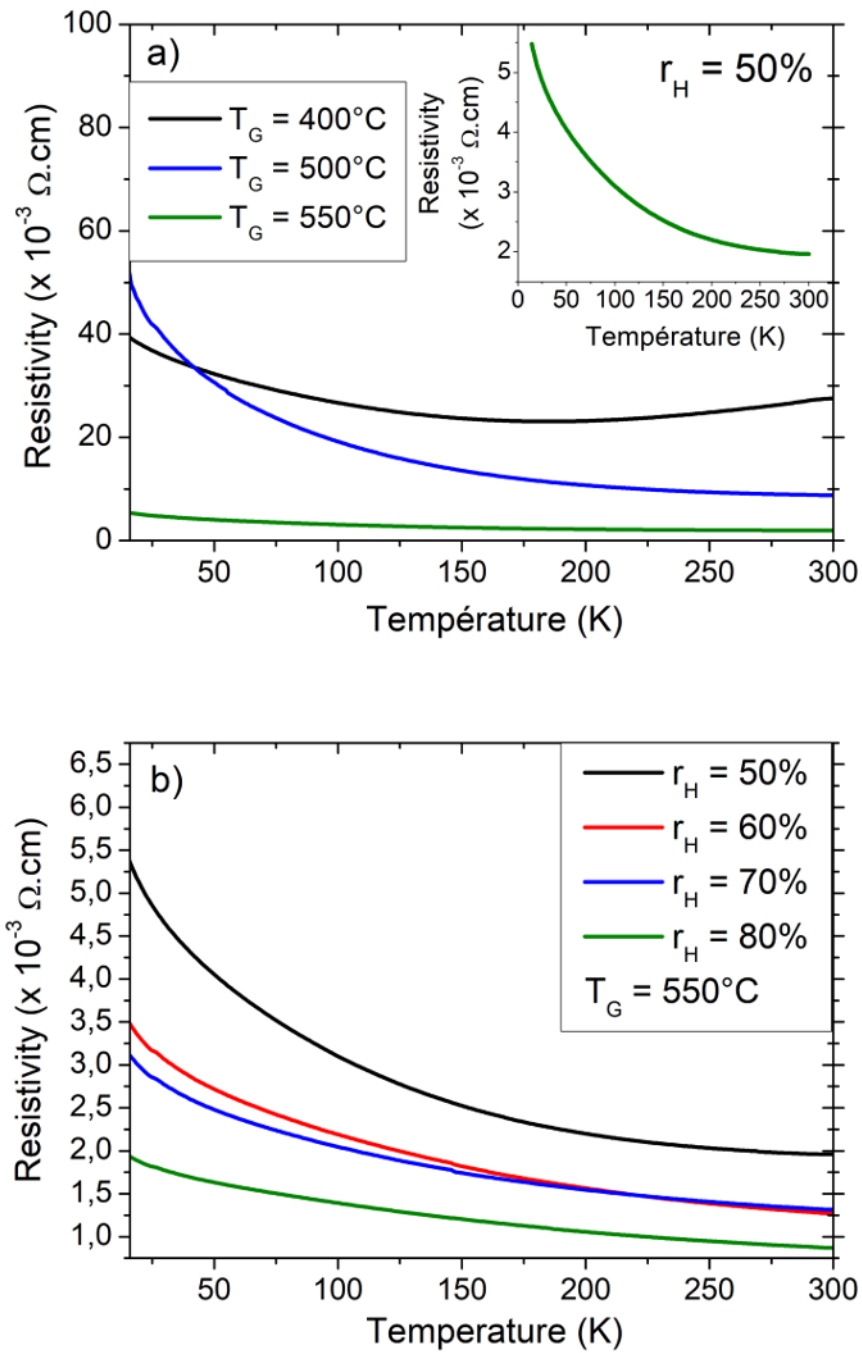 a)
T_G = 400°C
T_G = 500°C
T_G = 550°C
Resistivity (x 10⁻³ Ω.cm)
100
80
60
40
20
0
50 100 150 200 250 300
Température (K)
r_H = 50%
Resistivity
(x 10⁻³ Ω.cm)
5
4
3
2
0 50 100 150 200 250 300
Température (K)
b)
r_H = 50%
r_H = 60%
r_H = 70%
r_H = 80%
T_G = 550°C
Resistivity (x 10⁻³ Ω.cm)
6,5
6,0
5,5
5,0
4,5
4,0
3,5
3,0
2,5
2,0
1,5
1,0
50 100 150 200 250 300
Temperature (K)